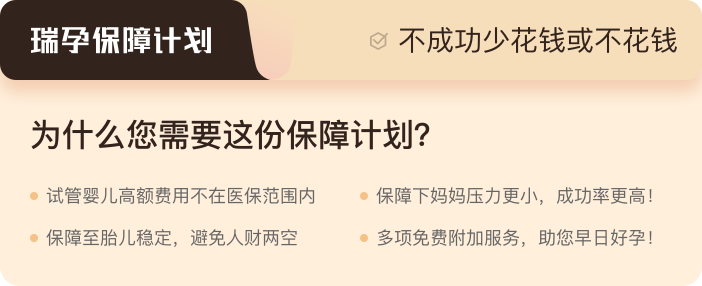 瑞孕保障计划
不成功少花钱或不花钱
为什么您需要这份保障计划?
试管婴儿高额费用不在医保范围内
保障下妈妈压力更小，成功率更高！
保障至胎儿稳定，避免人财两空
多项免费附加服务，助您早日好孕！